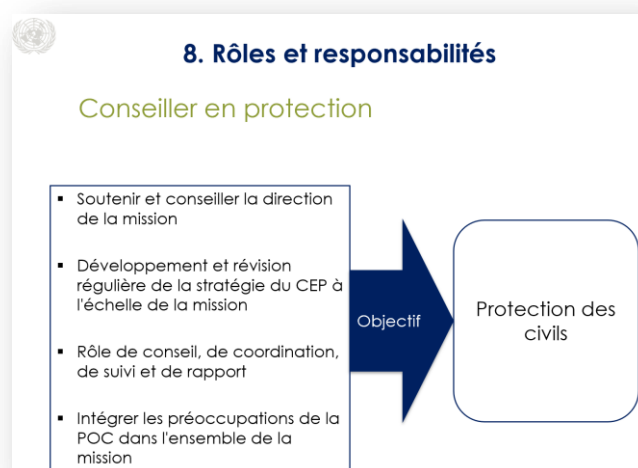 8. Rôles et responsabilités
Conseiller en protection
▪ Soutenir et conseiller la direction
de la mission
▪ Développement et révision
régulière de la stratégie du CEP à
l'échelle de la mission
▪ Rôle de conseil, de coordination,
de suivi et de rapport
▪ Intégrer les préoccupations de la
POC dans l'ensemble de la
mission
Objectif
Protection des
civils